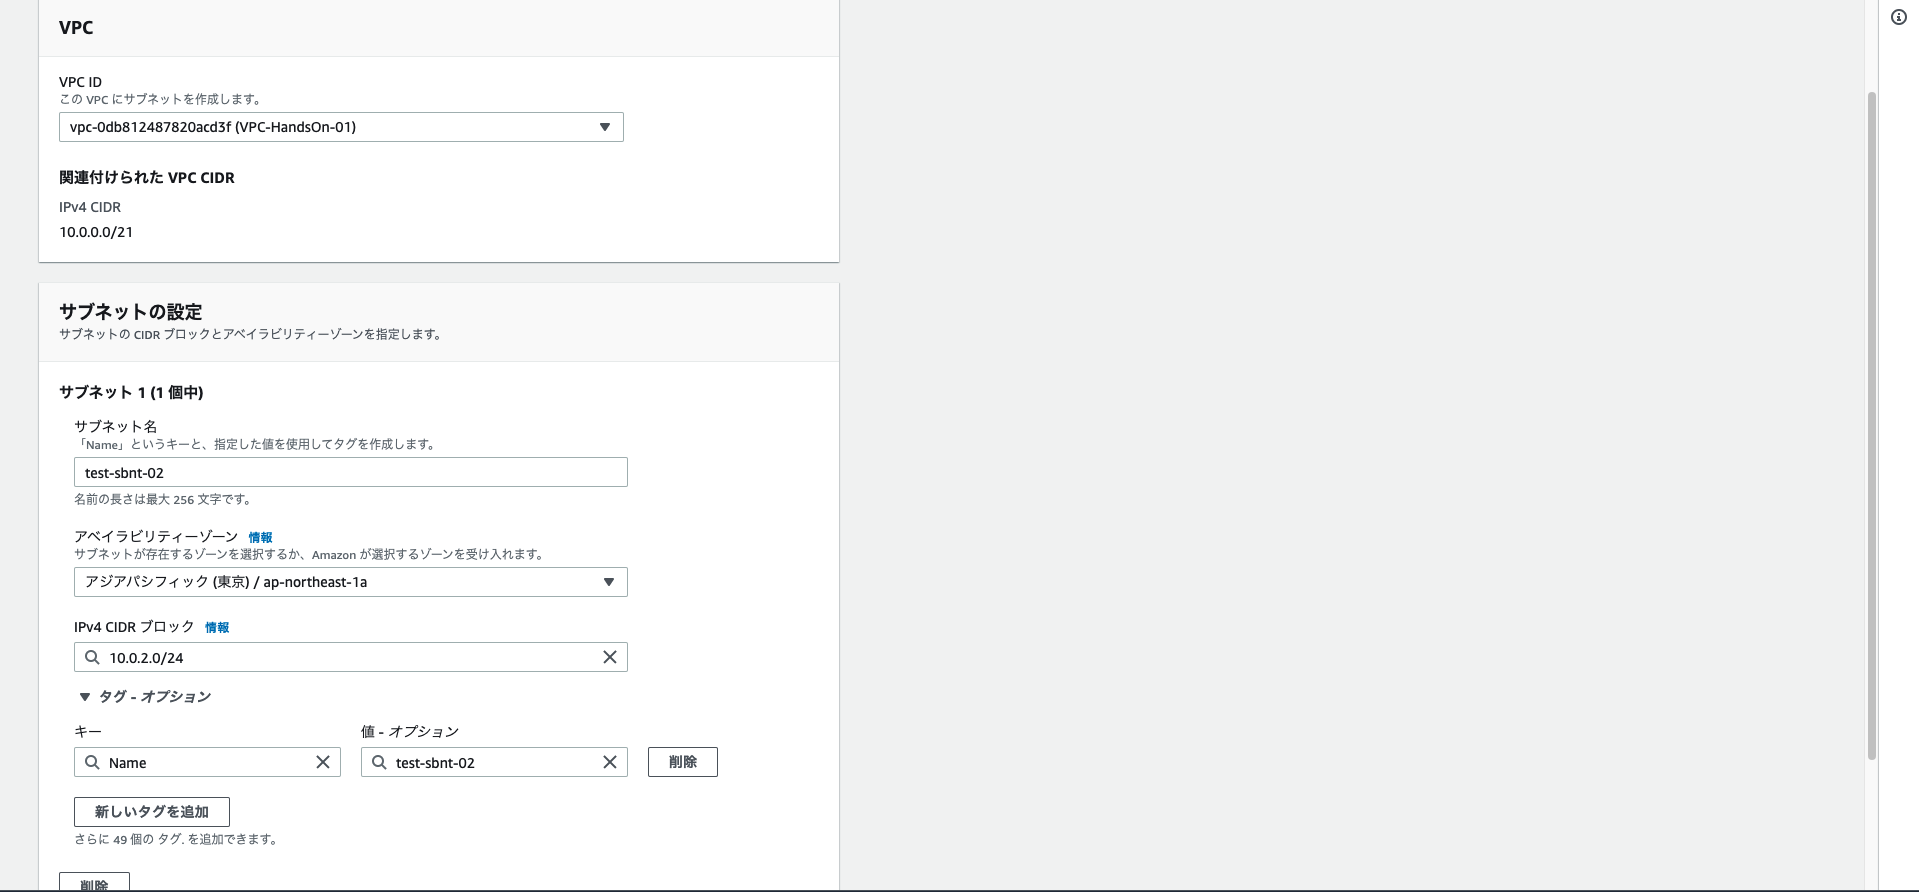 VPC
VPC ID
この VPC にサブネットを作成します。
vpc-0db812487820acd3f (VPC-HandsOn-01)
関連付けられた VPC CIDR
IPv4 CIDR
10.0.0.0/21
サブネットの設定
サブネットの CIDR ブロックとアベイラビリティーゾーンを指定します。
サブネット 1 (1 個中)
サブネット名
「Name」というキーと、指定した値を使用してタグを作成します。
test-sbnt-02
名前の長さは最大 256 文字です。
アベイラビリティーゾーン 情報
サブネットが存在するゾーンを選択するか、Amazon が選択するゾーンを受け入れます。
アジアパシフィック (東京) / ap-northeast-1a
IPv4 CIDR ブロック 情報
10.0.2.0/24
タグ - オプション
キー 値 - オプション
Name test-sbnt-02 削除
新しいタグを追加
さらに 49 個の タグ. を追加できます。
削除